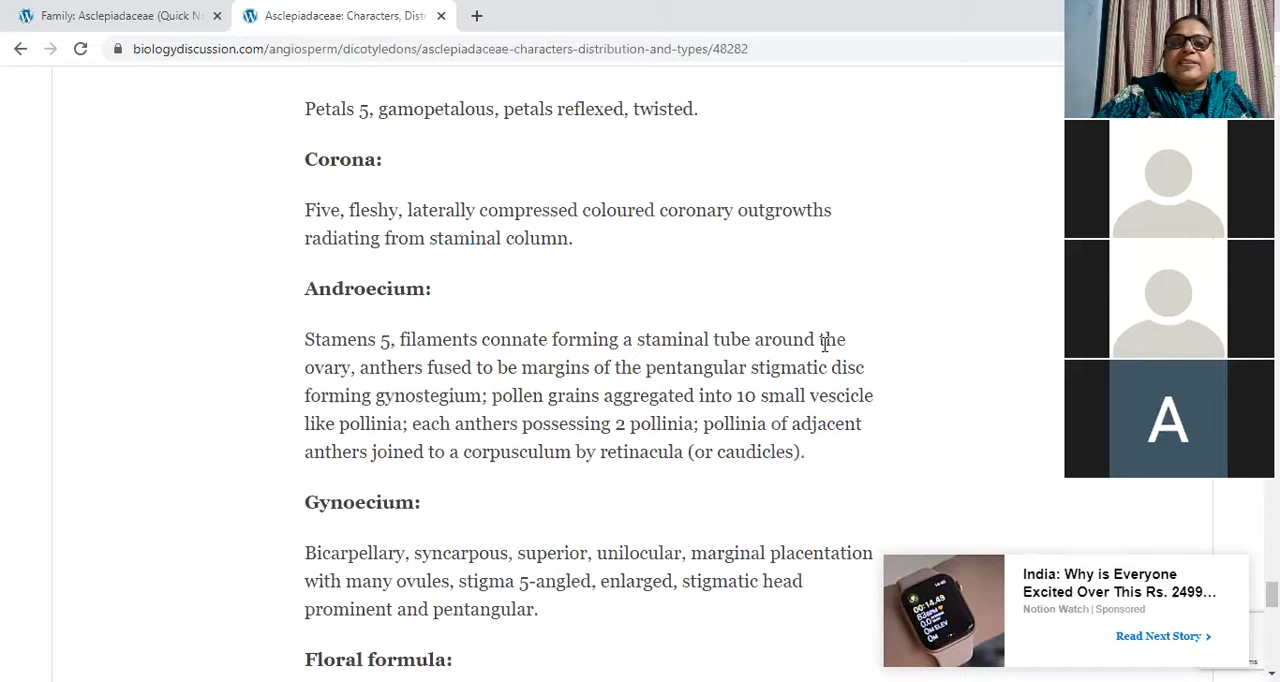 Family: Asclepiadaceae (Quick N
Asclepiadaceae: Characters, Dist
biologydiscussion.com/angiosperm/dicotyledons/asclepiadaceae-characters-distribution-and-types/48282
Petals 5, gamopetalous, petals reflexed, twisted.
Corona:
Five, fleshy, laterally compressed coloured coronary outgrowths
radiating from staminal column.
Androecium:
Stamens 5, filaments connate forming a staminal tube around the
ovary, anthers fused to be margins of the pentangular stigmatic disc
forming gynostegium; pollen grains aggregated into 10 small vescicle
like pollinia; each anthers possessing 2 pollinia; pollinia of adjacent
anthers joined to a corpusculum by retinacula (or caudicles).
Gynoecium:
Bicarpellary, syncarpous, superior, unilocular, marginal placentation
with many ovules, stigma 5-angled, enlarged, stigmatic head
prominent and pentangular.
Floral formula:
A
India: Why is Everyone
Excited Over This Rs. 2499...
Notion Watch | Sponsored
Read Next Story >